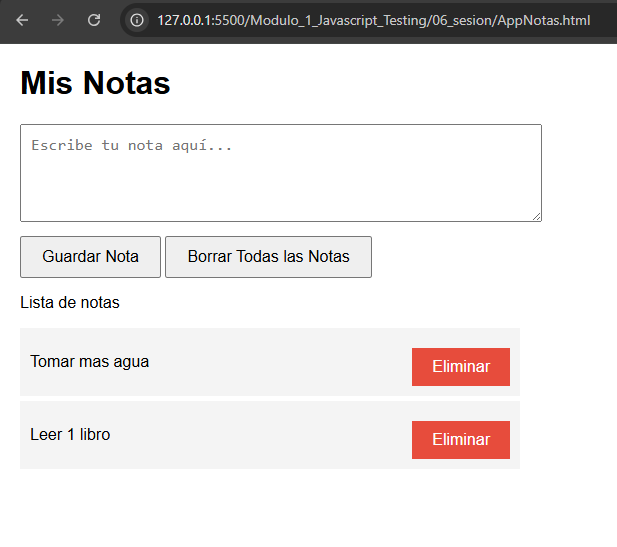 127.0.0.1:5500/Modulo_1_Javascript_Testing/06_sesion/AppNotas.html
Mis Notas
Escribe tu nota aquí...
Guardar Nota Borrar Todas las Notas
Lista de notas
Tomar mas agua Eliminar
Leer 1 libro Eliminar